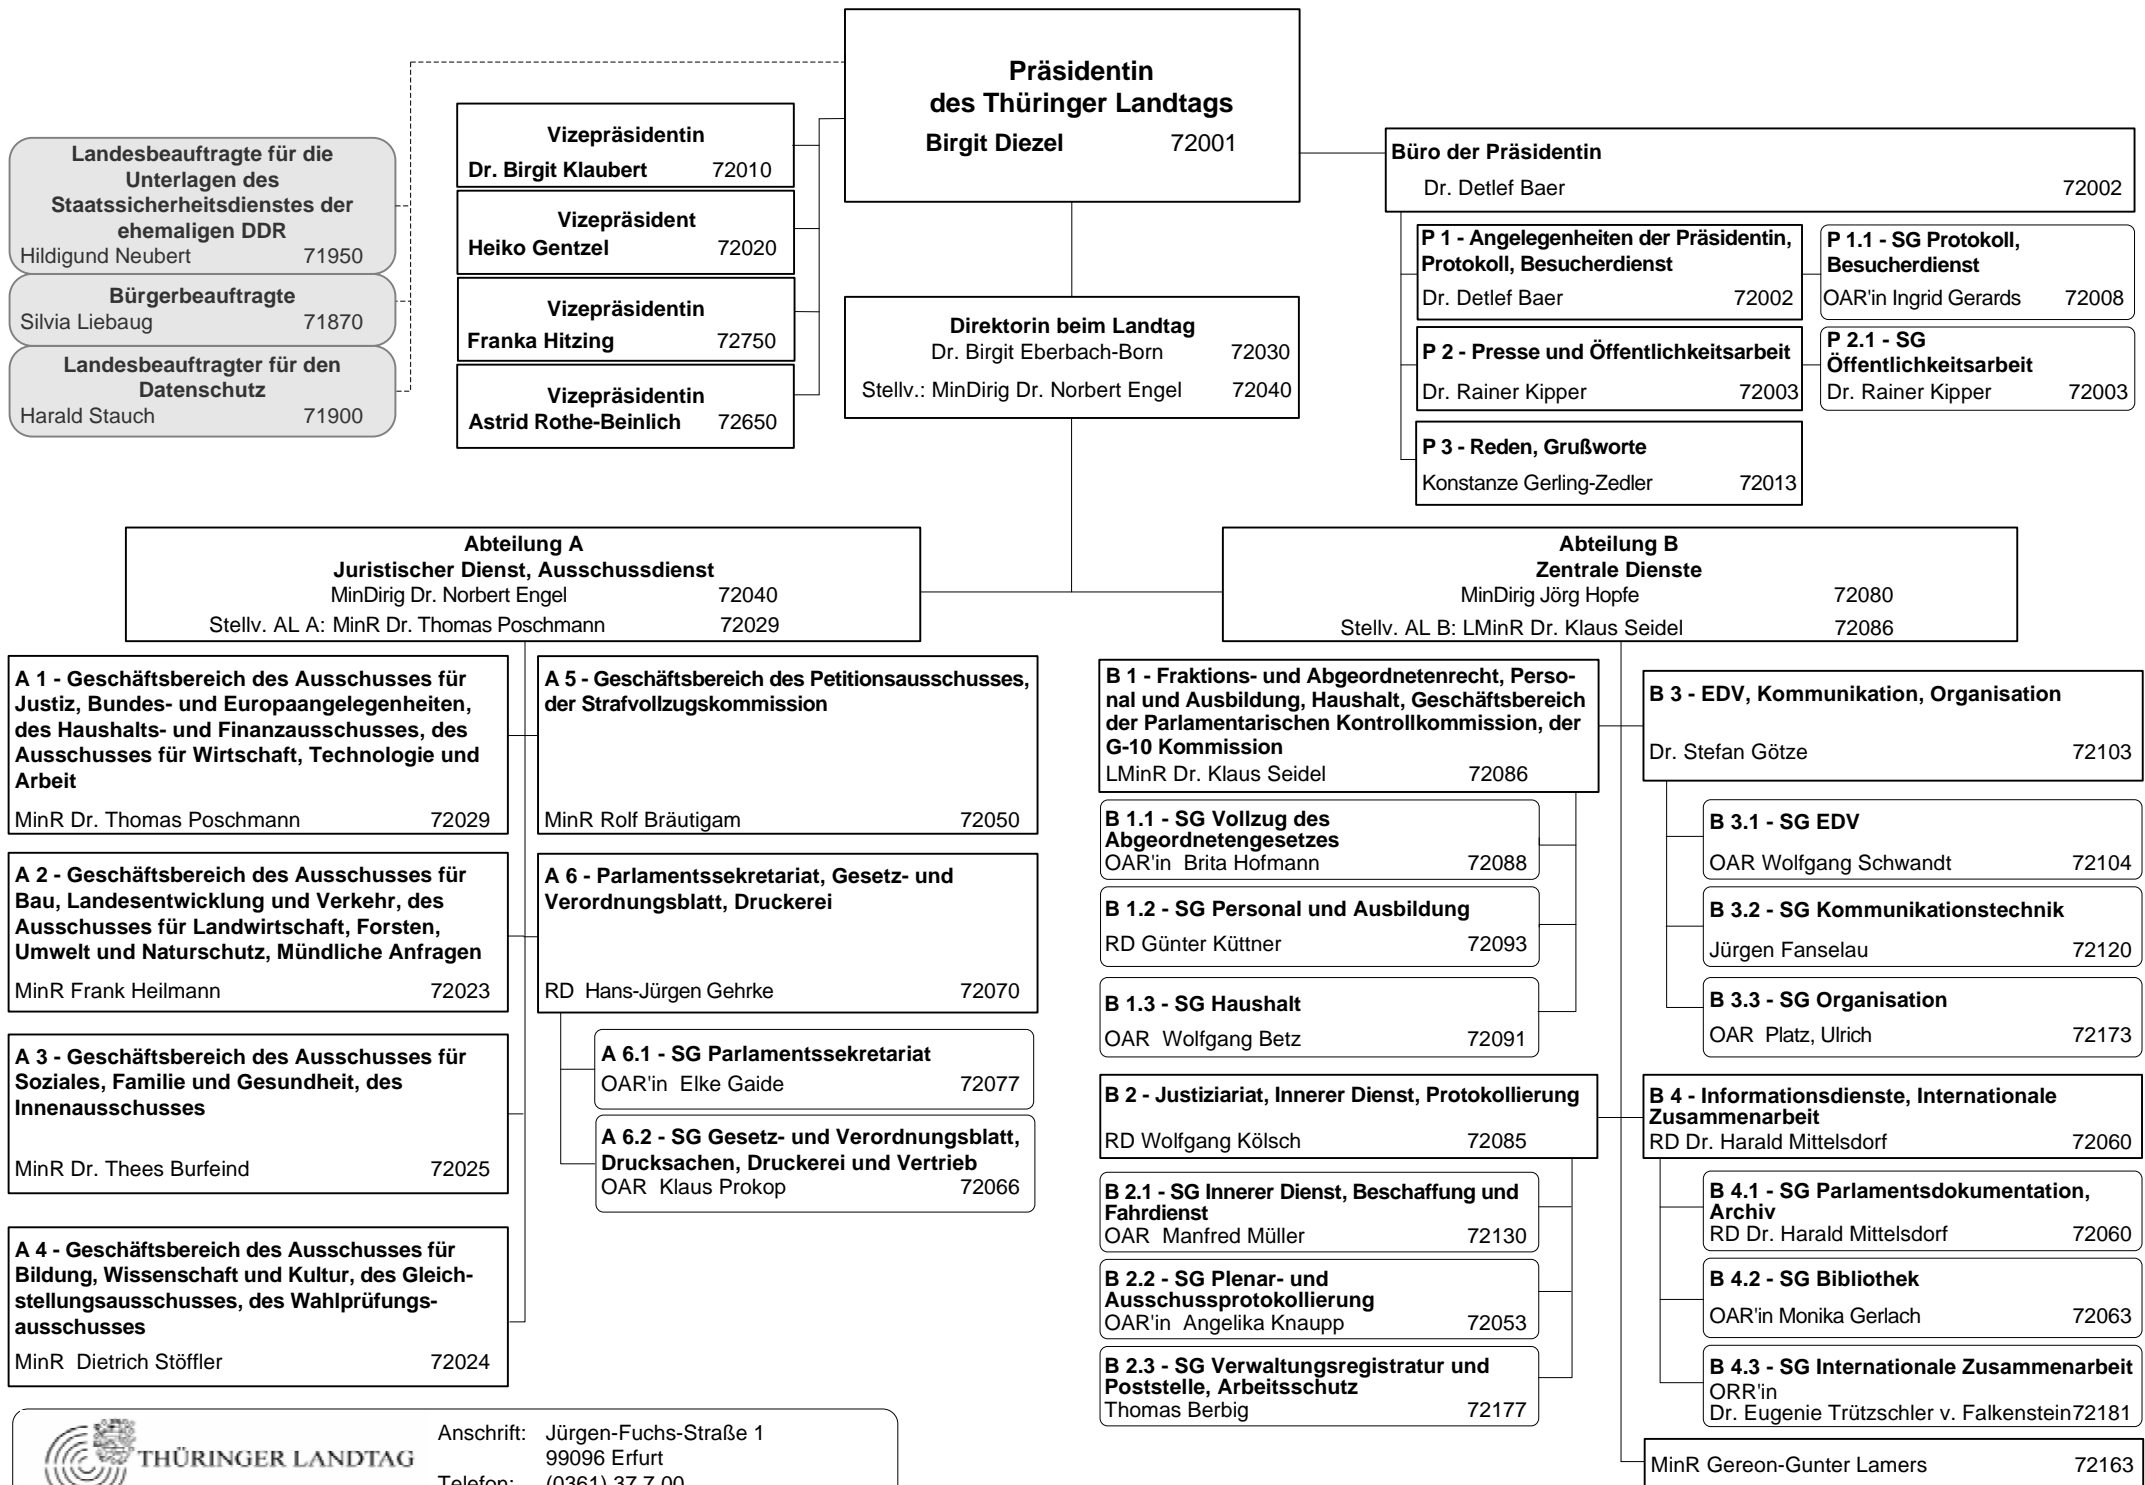 Präsidentin
des Thüringer Landtags
Birgit Diezel 72001
Landesbeauftragte für die
Unterlagen des
Staatssicherheitsdienstes der
ehemaligen DDR
Hildigund Neubert 71950
Bürgerbeauftragte
Silvia Liebaug 71870
Landesbeauftragter für den
Datenschutz
Harald Stauch 71900
Vizepräsidentin
Dr. Birgit Klaubert 72010
Vizepräsident
Heiko Gentzel 72020
Vizepräsidentin
Franka Hitzing 72750
Vizepräsidentin
Astrid Rothe-Beinlich 72650
Direktorin beim Landtag
Dr. Birgit Eberbach-Born 72030
Stellv.: MinDirig Dr. Norbert Engel 72040
Büro der Präsidentin
Dr. Detlef Baer 72002
P 1 - Angelegenheiten der Präsidentin,
Protokoll, Besucherdienst
Dr. Detlef Baer 72002
P 1.1 - SG Protokoll,
Besucherdienst
OAR'in Ingrid Gerards 72008
P 2 - Presse und Öffentlichkeitsarbeit
Dr. Rainer Kipper 72003
P 2.1 - SG
Öffentlichkeitsarbeit
Dr. Rainer Kipper 72003
P 3 - Reden, Grußworte
Konstanze Gerling-Zedler 72013
Abteilung A
Juristischer Dienst, Ausschussdienst
MinDirig Dr. Norbert Engel 72040
Stellv. AL A: MinR Dr. Thomas Poschmann 72029
Abteilung B
Zentrale Dienste
MinDirig Jörg Hopfe 72080
Stellv. AL B: LMinR Dr. Klaus Seidel 72086
A 1 - Geschäftsbereich des Ausschusses für
Justiz, Bundes- und Europaangelegenheiten,
des Haushalts- und Finanzausschusses, des
Ausschusses für Wirtschaft, Technologie und
Arbeit
MinR Dr. Thomas Poschmann 72029
A 2 - Geschäftsbereich des Ausschusses für
Bau, Landesentwicklung und Verkehr, des
Ausschusses für Landwirtschaft, Forsten,
Umwelt und Naturschutz, Mündliche Anfragen
MinR Frank Heilmann 72023
A 3 - Geschäftsbereich des Ausschusses für
Soziales, Familie und Gesundheit, des
Innenausschusses
MinR Dr. Thees Burfeind 72025
A 4 - Geschäftsbereich des Ausschusses für
Bildung, Wissenschaft und Kultur, des Gleich-
stellungsausschusses, des Wahlprüfungs-
ausschusses
MinR Dietrich Stöffler 72024
A 5 - Geschäftsbereich des Petitionsausschusses,
der Strafvollzugskommission
MinR Rolf Bräutigam 72050
A 6 - Parlamentssekretariat, Gesetz- und
Verordnungsblatt, Druckerei
RD Hans-Jürgen Gehrke 72070
A 6.1 - SG Parlamentssekretariat
OAR'in Elke Gaide 72077
A 6.2 - SG Gesetz- und Verordnungsblatt,
Drucksachen, Druckerei und Vertrieb
OAR Klaus Prokop 72066
B 1 - Fraktions- und Abgeordnetenrecht, Perso-
nal und Ausbildung, Haushalt, Geschäftsbereich
der Parlamentarischen Kontrollkommission, der
G-10 Kommission
LMinR Dr. Klaus Seidel 72086
B 1.1 - SG Vollzug des
Abgeordnetengesetzes
OAR'in Brita Hofmann 72088
B 1.2 - SG Personal und Ausbildung
RD Günter Küttner 72093
B 1.3 - SG Haushalt
OAR Wolfgang Betz 72091
B 2 - Justiziariat, Innerer Dienst, Protokollierung
RD Wolfgang Kölsch 72085
B 2.1 - SG Innerer Dienst, Beschaffung und
Fahrdienst
OAR Manfred Müller 72130
B 2.2 - SG Plenar- und
Ausschussprotokollierung
OAR'in Angelika Knaupp 72053
B 2.3 - SG Verwaltungsregistratur und
Poststelle, Arbeitsschutz
Thomas Berbig 72177
B 3 - EDV, Kommunikation, Organisation
Dr. Stefan Götze 72103
B 3.1 - SG EDV
OAR Wolfgang Schwandt 72104
B 3.2 - SG Kommunikationstechnik
Jürgen Fanselau 72120
B 3.3 - SG Organisation
OAR Platz, Ulrich 72173
B 4 - Informationsdienste, Internationale
Zusammenarbeit
RD Dr. Harald Mittelsdorf 72060
B 4.1 - SG Parlamentsdokumentation,
Archiv
RD Dr. Harald Mittelsdorf 72060
B 4.2 - SG Bibliothek
OAR'in Monika Gerlach 72063
B 4.3 - SG Internationale Zusammenarbeit
ORR'in
Dr. Eugenie Trützschler v. Falkenstein 72181
MinR Gereon-Gunter Lamers 72163
THÜRINGER LANDTAG
Anschrift: Jürgen-Fuchs-Straße 1
99096 Erfurt
Telefon: (0361) 37 7 00